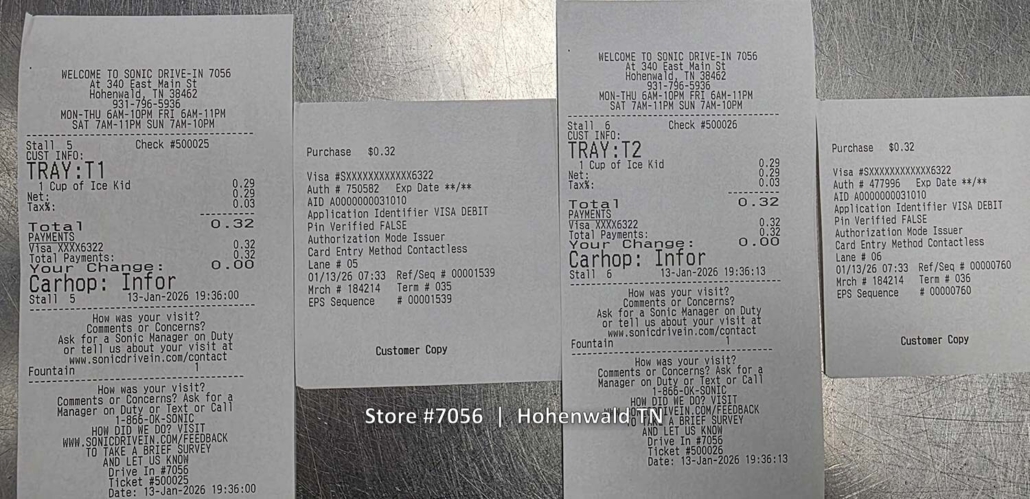 WELCOME TO SONIC DRIVE-IN 7056
At 340 East Main St
Hohenwald, TN 38462
931-796-5936
MON-THU 6AM-10PM FRI 6AM-11PM
SAT 7AM-11PM SUN 7AM-10PM
Stall 5 Check #500025
CUST INFO:
TRAY:T1
1 Cup of Ice Kid 0.29
Net: 0.29
Tax%: 0.03
Total 0.32
PAYMENTS
Visa XXXX6322 0.32
Total Payments: 0.32
Your Change: 0.00
Carhop: Infor
Stall 5 13-Jan-2026 19:36:00
How was your visit?
Comments or Concerns?
Ask for a Sonic Manager on Duty
or tell us about your visit at
www.sonicdrivein.com/contact
Fountain 1
How was your visit?
Comments or Concerns? Ask for a
Manager on Duty or Text or Call
1-866-OK-SONIC
HOW DID WE DO? VISIT
WWW.SONICDRIVEIN.COM/FEEDBACK
TO TAKE A BRIEF SURVEY
AND LET US KNOW
Drive In #7056
Ticket #500025
Date: 13-Jan-2026 19:36:00
Purchase $0.32
Visa #SXXXXXXXXXXXX6322
Auth # 750582 Exp Date **/**
AID A0000000031010
Application Identifier VISA DEBIT
Pin Verified FALSE
Authorization Mode Issuer
Card Entry Method Contactless
Lane # 05
01/13/26 07:33 Ref/Seq # 00001539
Mrch # 184214 Term # 035
EPS Sequence # 00001539
Customer Copy
WELCOME TO SONIC DRIVE-IN 7056
At 340 East Main St
Hohenwald, TN 38462
931-796-5936
MON-THU 6AM-10PM FRI 6AM-11PM
SAT 7AM-11PM SUN 7AM-10PM
Stall 6 Check #500026
CUST INFO:
TRAY:T2
1 Cup of Ice Kid 0.29
Net: 0.29
Tax%: 0.03
Total 0.32
PAYMENTS
Visa XXXX6322 0.32
Total Payments: 0.32
Your Change: 0.00
Carhop: Infor
Stall 6 13-Jan-2026 19:36:13
How was your visit?
Comments or Concerns?
Ask for a Sonic Manager on Duty
or tell us about your visit at
www.sonicdrivein.com/contact
Fountain 1
How was your visit?
Comments or Concerns? Ask for a
Manager on Duty or Text or Call
1-866-OK-SONIC
HOW DID WE DO? VISIT
TAKE A BRIEF SURVEY
AND LET US KNOW
Drive In #7056
Ticket #500026
Date: 13-Jan-2026 19:36:13
Purchase $0.32
Visa #SXXXXXXXXXXXX6322
Auth # 477996 Exp Date **/**
AID A0000000031010
Application Identifier VISA DEBIT
Pin Verified FALSE
Authorization Mode Issuer
Card Entry Method Contactless
Lane # 06
01/13/26 07:33 Ref/Seq # 00000760
Mrch # 184214 Term # 036
EPS Sequence # 00000760
Customer Copy
Store #7056 | Hohenwald TN